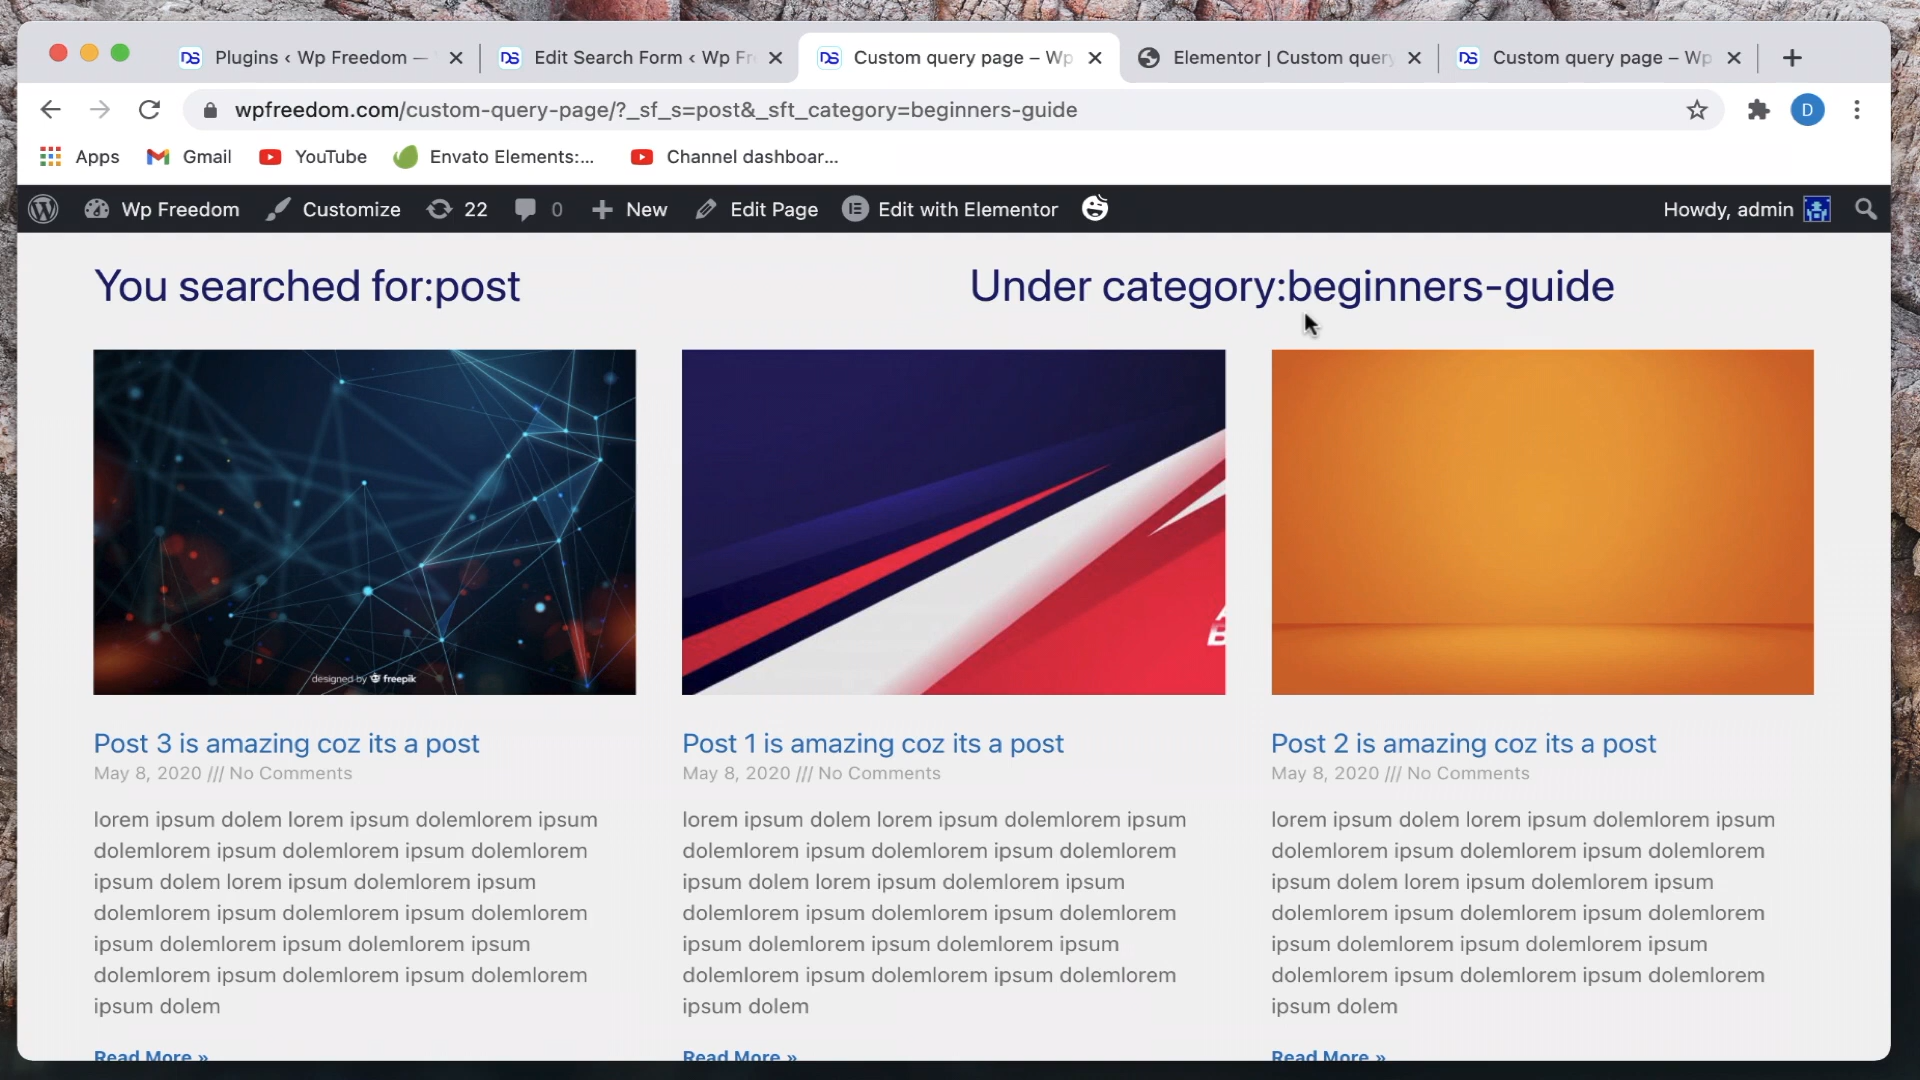 Plugins ‹ Wp Freedom —
Edit Search Form ‹ Wp Fr
Custom query page – Wp
Elementor | Custom query
Custom query page – Wp
wpfreedom.com/custom-query-page/?_sf_s=post&_sft_category=beginners-guide
D
Apps
Gmail
YouTube
Envato Elements:...
Channel dashboar...
Wp Freedom
Customize
22
0
New
Edit Page
Edit with Elementor
Howdy, admin
You searched for:post
Under category:beginners-guide
designed by freepik
Post 3 is amazing coz its a post
May 8, 2020 /// No Comments
lorem ipsum dolem lorem ipsum dolemlorem ipsum
dolemlorem ipsum dolemlorem ipsum dolemlorem
ipsum dolem lorem ipsum dolemlorem ipsum
dolemlorem ipsum dolemlorem ipsum dolemlorem
ipsum dolemlorem ipsum dolemlorem ipsum
dolemlorem ipsum dolemlorem ipsum dolemlorem
ipsum dolem
Read More »
Post 1 is amazing coz its a post
May 8, 2020 /// No Comments
lorem ipsum dolem lorem ipsum dolemlorem ipsum
dolemlorem ipsum dolemlorem ipsum dolemlorem
ipsum dolem lorem ipsum dolemlorem ipsum
dolemlorem ipsum dolemlorem ipsum dolemlorem
ipsum dolemlorem ipsum dolemlorem ipsum
dolemlorem ipsum dolemlorem ipsum dolemlorem
ipsum dolem
Read More »
Post 2 is amazing coz its a post
May 8, 2020 /// No Comments
lorem ipsum dolem lorem ipsum dolemlorem ipsum
dolemlorem ipsum dolemlorem ipsum dolemlorem
ipsum dolem lorem ipsum dolemlorem ipsum
dolemlorem ipsum dolemlorem ipsum dolemlorem
ipsum dolemlorem ipsum dolemlorem ipsum
dolemlorem ipsum dolemlorem ipsum dolemlorem
ipsum dolem
Read More »